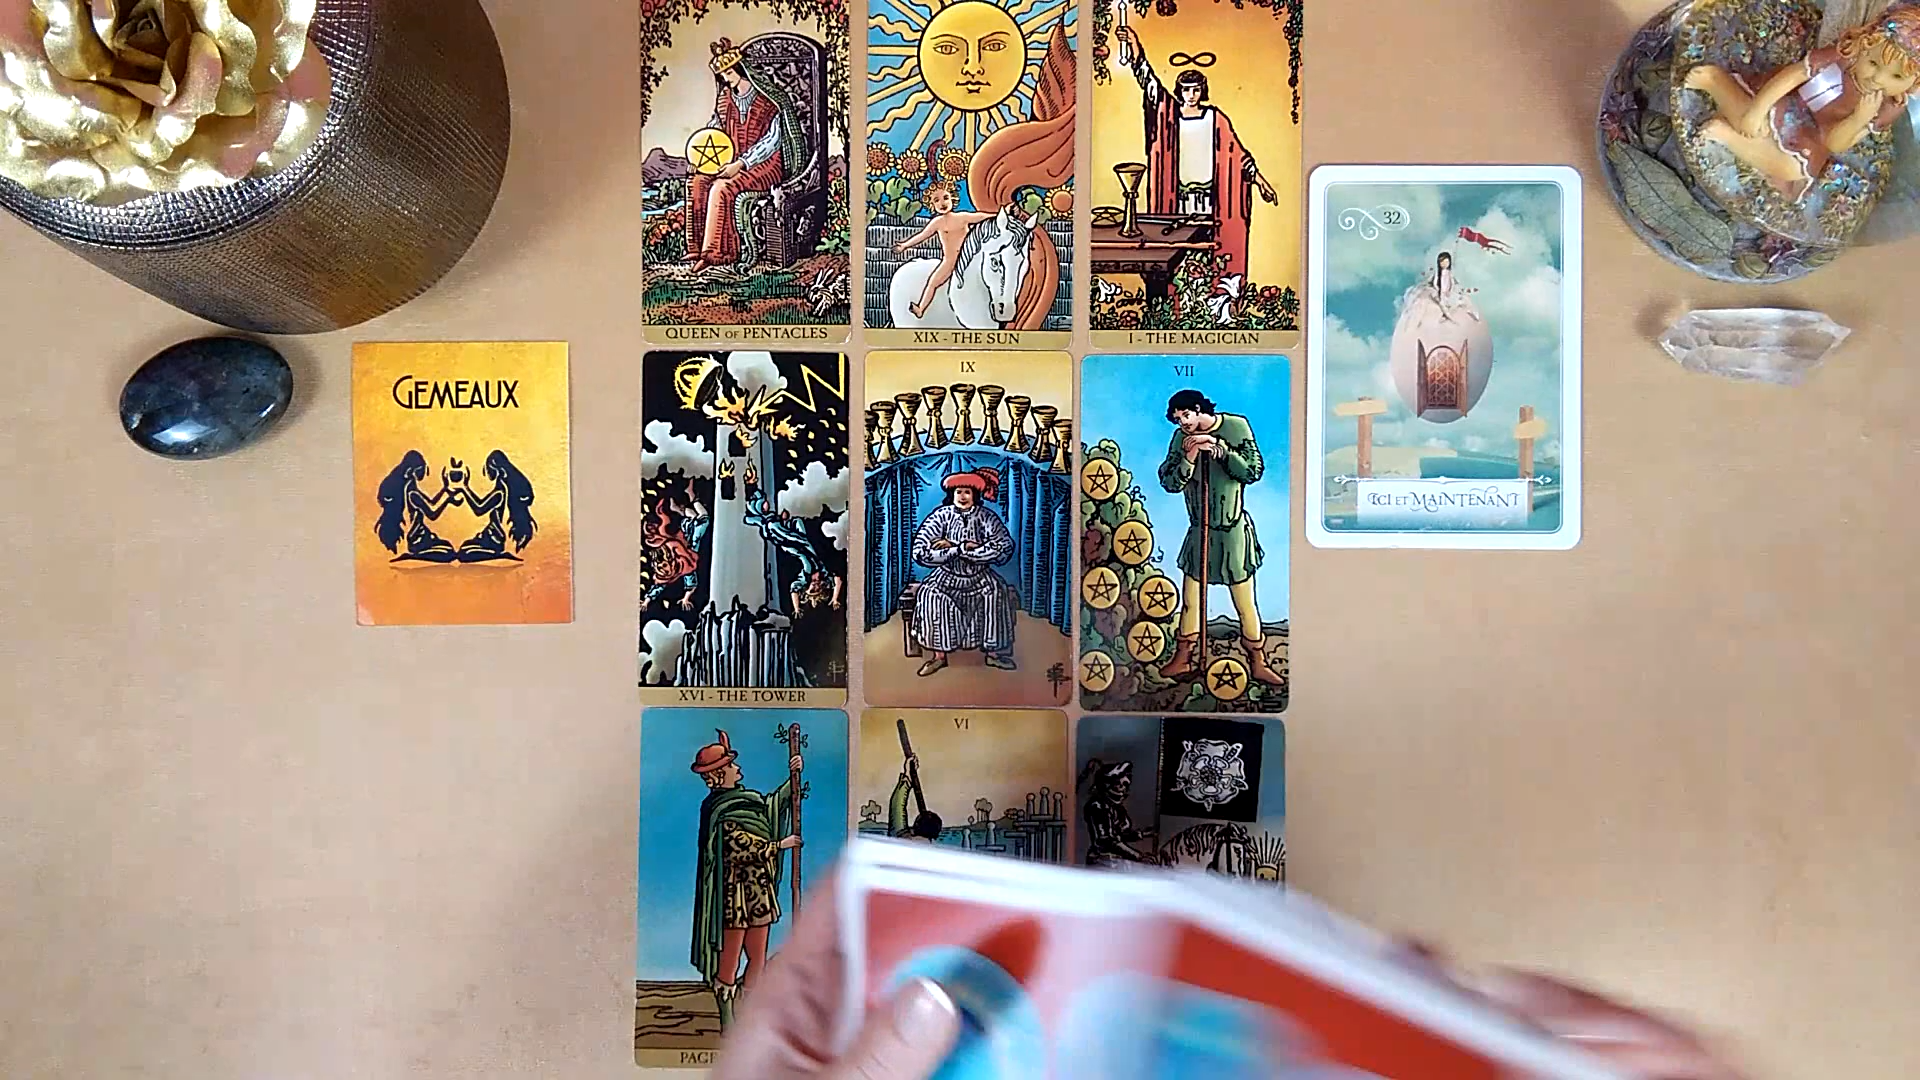 QUEEN OF PENTACLES
XIX - THE SUN
I - THE MAGICIAN
32
GEMEAUX
IX
VII
ICI ET MAINTENANT
XVI - THE TOWER
VI
PAGE